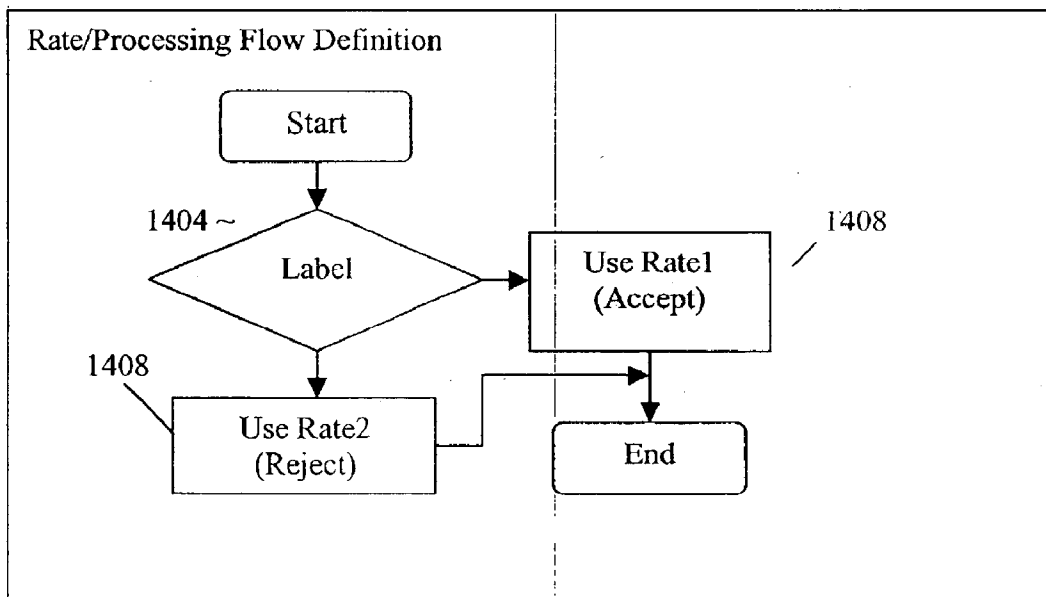 Rate/Processing Flow Definition
Start
1404 ~
Label
Use Rate1
(Accept)
1408
1408
Use Rate2
(Reject)
End